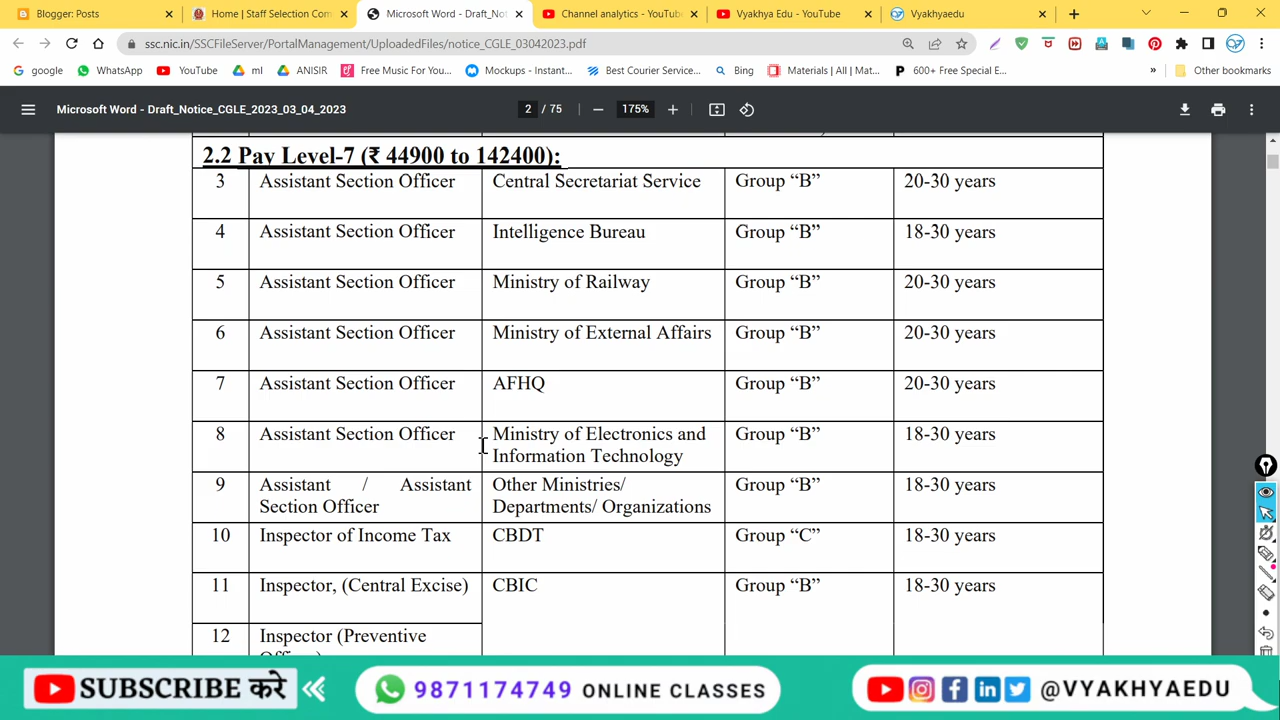 Blogger: Posts
Home | Staff Selection Com
Microsoft Word - Draft_Not
Channel analytics - YouTube
Vyakhya Edu - YouTube
Vyakhyaedu
ssc.nic.in/SSCFileServer/PortalManagement/UploadedFiles/notice_CGLE_03042023.pdf
google WhatsApp YouTube ml ANISIR Free Music For You... Mockups - Instant... Best Courier Service... Bing Materials | All | Mat... 600+ Free Special E... » Other bookmarks
Microsoft Word - Draft_Notice_CGLE_2023_03_04_2023 2 / 75 — 175% +
2.2 Pay Level-7 (₹ 44900 to 142400):
3 Assistant Section Officer Central Secretariat Service Group “B” 20-30 years
4 Assistant Section Officer Intelligence Bureau Group “B” 18-30 years
5 Assistant Section Officer Ministry of Railway Group “B” 20-30 years
6 Assistant Section Officer Ministry of External Affairs Group “B” 20-30 years
7 Assistant Section Officer AFHQ Group “B” 20-30 years
8 Assistant Section Officer Ministry of Electronics and Group “B” 18-30 years
Information Technology
9 Assistant / Assistant Other Ministries/ Group “B” 18-30 years
Section Officer Departments/ Organizations
10 Inspector of Income Tax CBDT Group “C” 18-30 years
11 Inspector, (Central Excise) CBIC Group “B” 18-30 years
12 Inspector (Preventive
SUBSCRIBE करे 9871174749 ONLINE CLASSES @VYAKHYAEDU